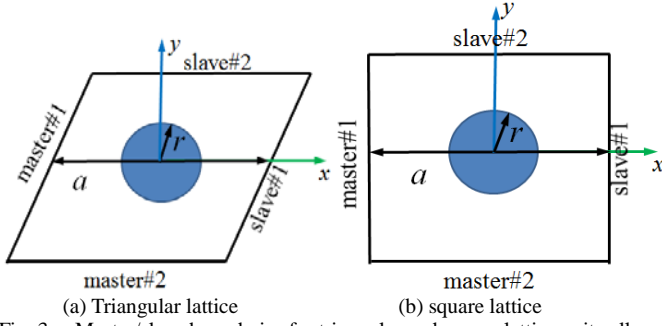 y
slave#2
master#1
r
a
x
slave#1
master#2
(a) Triangular lattice
y
slave#2
master#1
r
a
x
slave#1
master#2
(b) square lattice